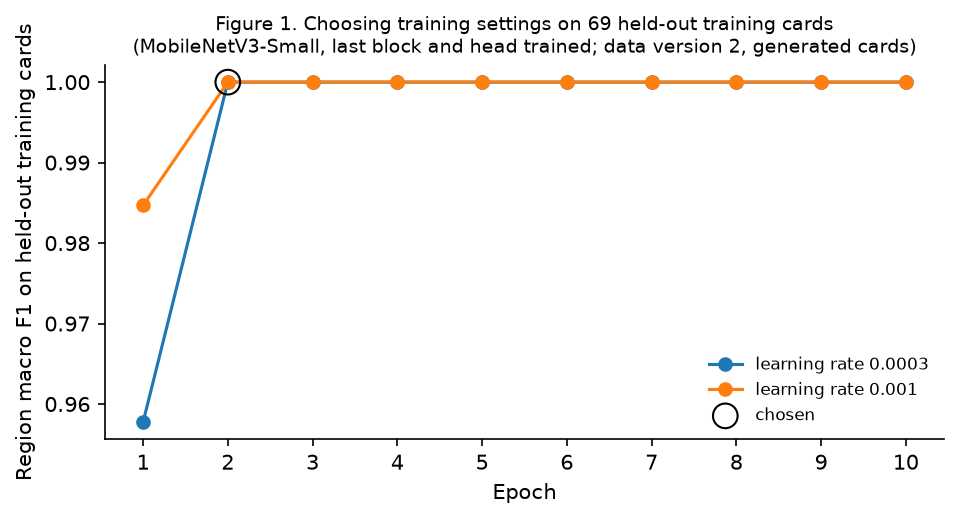 Figure 1. Choosing training settings on 69 held-out training cards
(MobileNetV3-Small, last block and head trained; data version 2, generated cards)
Region macro F1 on held-out training cards
1.00
0.99
0.98
0.97
0.96
learning rate 0.0003
learning rate 0.001
chosen
1 2 3 4 5 6 7 8 9 10
Epoch